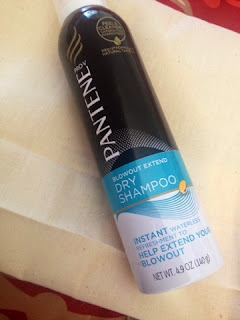 PRO-V
PANTENE
BLOWOUT EXTEND
DRY
SHAMPOO
INSTANT WATERLESS
REFRESHMENT TO
HELP EXTEND YOUR
BLOWOUT
NET WT 4.9 OZ (140g)